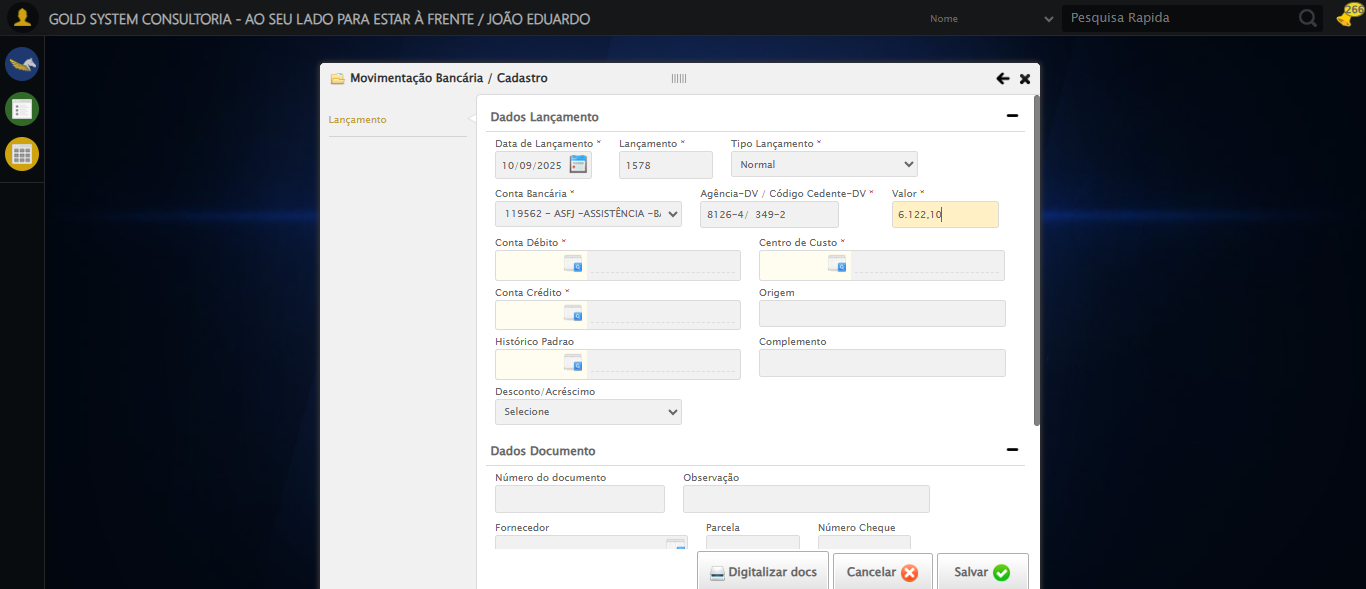 GOLD SYSTEM CONSULTORIA - AO SEU LADO PARA ESTAR À FRENTE / JOÃO EDUARDO
Nome
Pesquisa Rapida
266
Movimentação Bancária / Cadastro
Lançamento
Dados Lançamento
Data de Lançamento * Lançamento * Tipo Lançamento *
10/09/2025 1578 Normal
Conta Bancária * Agência-DV / Código Cedente-DV * Valor *
119562 - ASFJ -ASSISTÊNCIA -BA 8126-4/ 349-2 6.122,10
Conta Débito * Centro de Custo *
Conta Crédito * Origem
Histórico Padrao Complemento
Desconto/Acréscimo
Selecione
Dados Documento
Número do documento Observação
Fornecedor Parcela Número Cheque
Digitalizar docs Cancelar Salvar